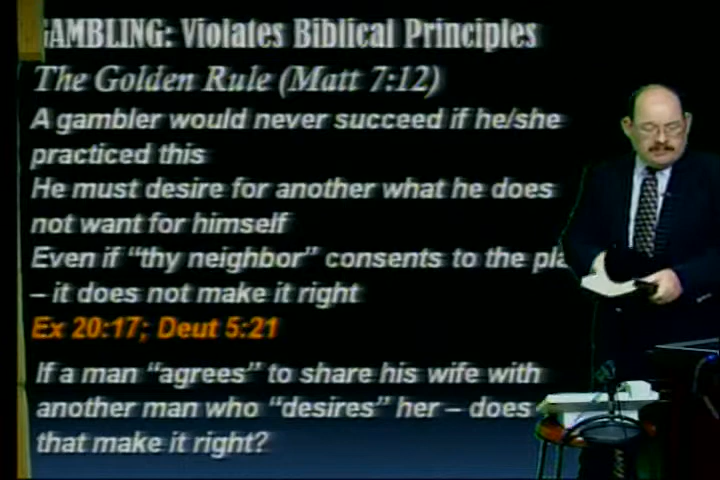 GAMBLING: Violates Biblical Principles
The Golden Rule (Matt 7:12)
A gambler would never succeed if he/she
practiced this
He must desire for another what he does
not want for himself
Even if “thy neighbor” consents to the pla
– it does not make it right
Ex 20:17; Deut 5:21
If a man “agrees” to share his wife with
another man who “desires” her – does
that make it right?